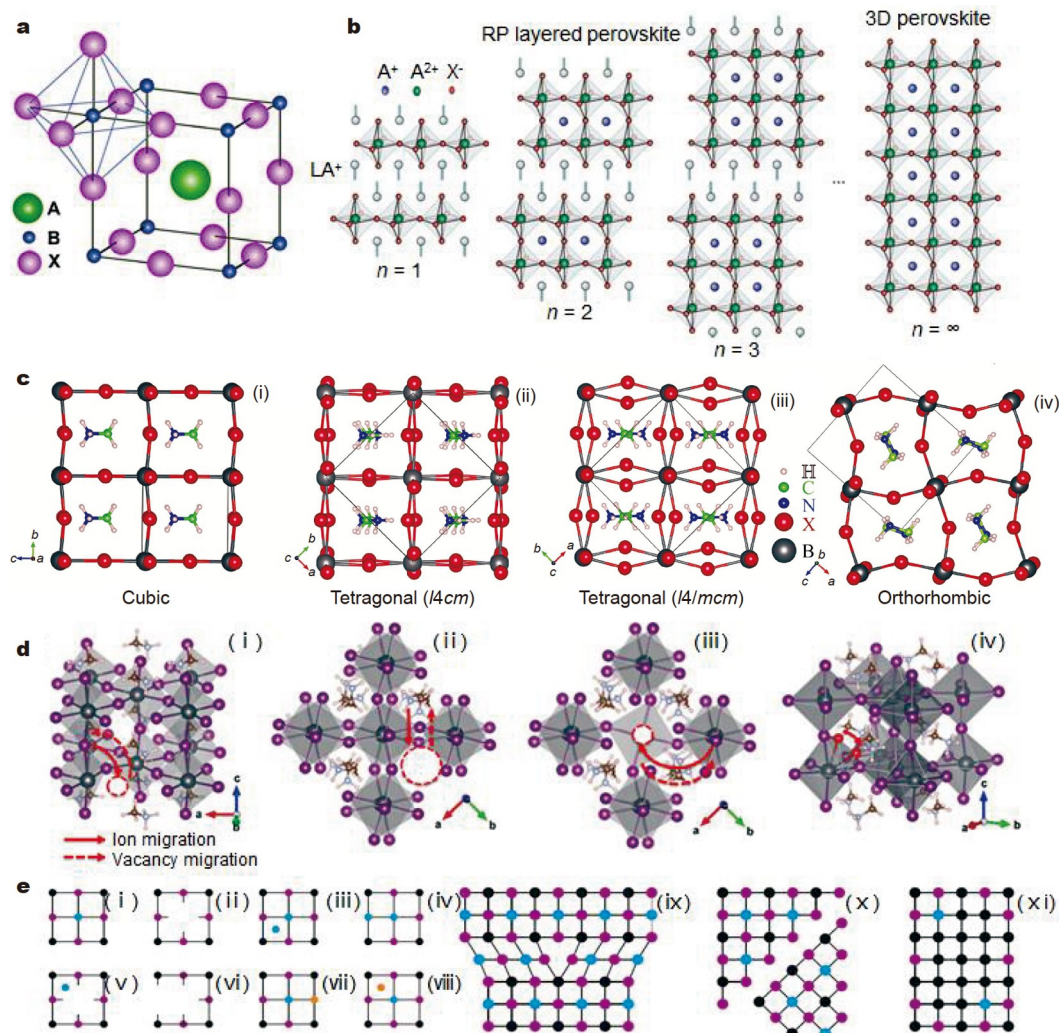 a
A
B
X
b
RP layered perovskite
3D perovskite
A⁺ A²⁺ X⁻
LA⁺
...
n = 1
n = 2
n = 3
n = ∞
c
(i)
(ii)
(iii)
(iv)
H
C
N
X
B
b
c a
b
c a
b a
c
b
c a
Cubic
Tetragonal (I4cm)
Tetragonal (I4/mcm)
Orthorhombic
d
(i)
(ii)
(iii)
(iv)
c
a
b
a b
a b
c
a b
Ion migration
Vacancy migration
e
(i) (ii) (iii) (iv) (ix) (x) (xi)
(v) (vi) (vii) (viii)